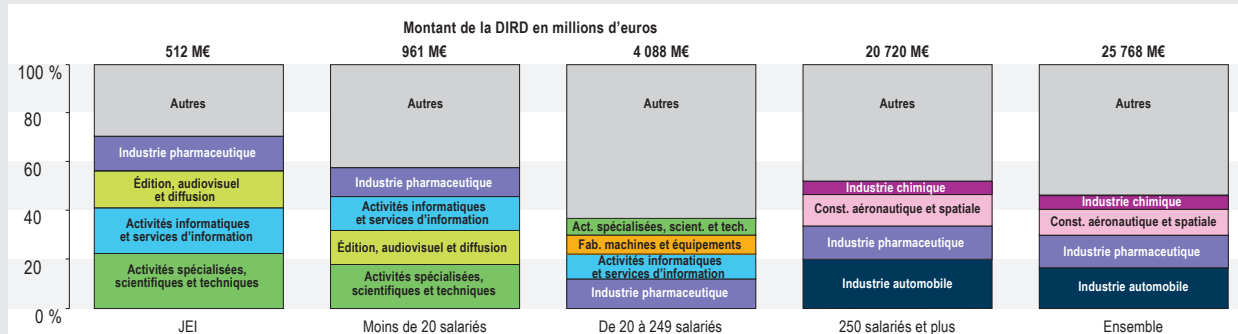 Montant de la DIRD en millions d'euros
512 M€
961 M€
4 088 M€
20 720 M€
25 768 M€
100 %
80
60
40
20
0 %
Autres
Industrie pharmaceutique
Édition, audiovisuel
et diffusion
Activités informatiques
et services d'information
Activités spécialisées,
scientifiques et techniques
JEI
Autres
Industrie pharmaceutique
Activités informatiques
et services d'information
Édition, audiovisuel et diffusion
Activités spécialisées,
scientifiques et techniques
Moins de 20 salariés
Autres
Act. spécialisées, scient. et tech.
Fab. machines et équipements
Activités informatiques
et services d'information
Industrie pharmaceutique
De 20 à 249 salariés
Autres
Industrie chimique
Const. aéronautique et spatiale
Industrie pharmaceutique
Industrie automobile
250 salariés et plus
Autres
Industrie chimique
Const. aéronautique et spatiale
Industrie pharmaceutique
Industrie automobile
Ensemble